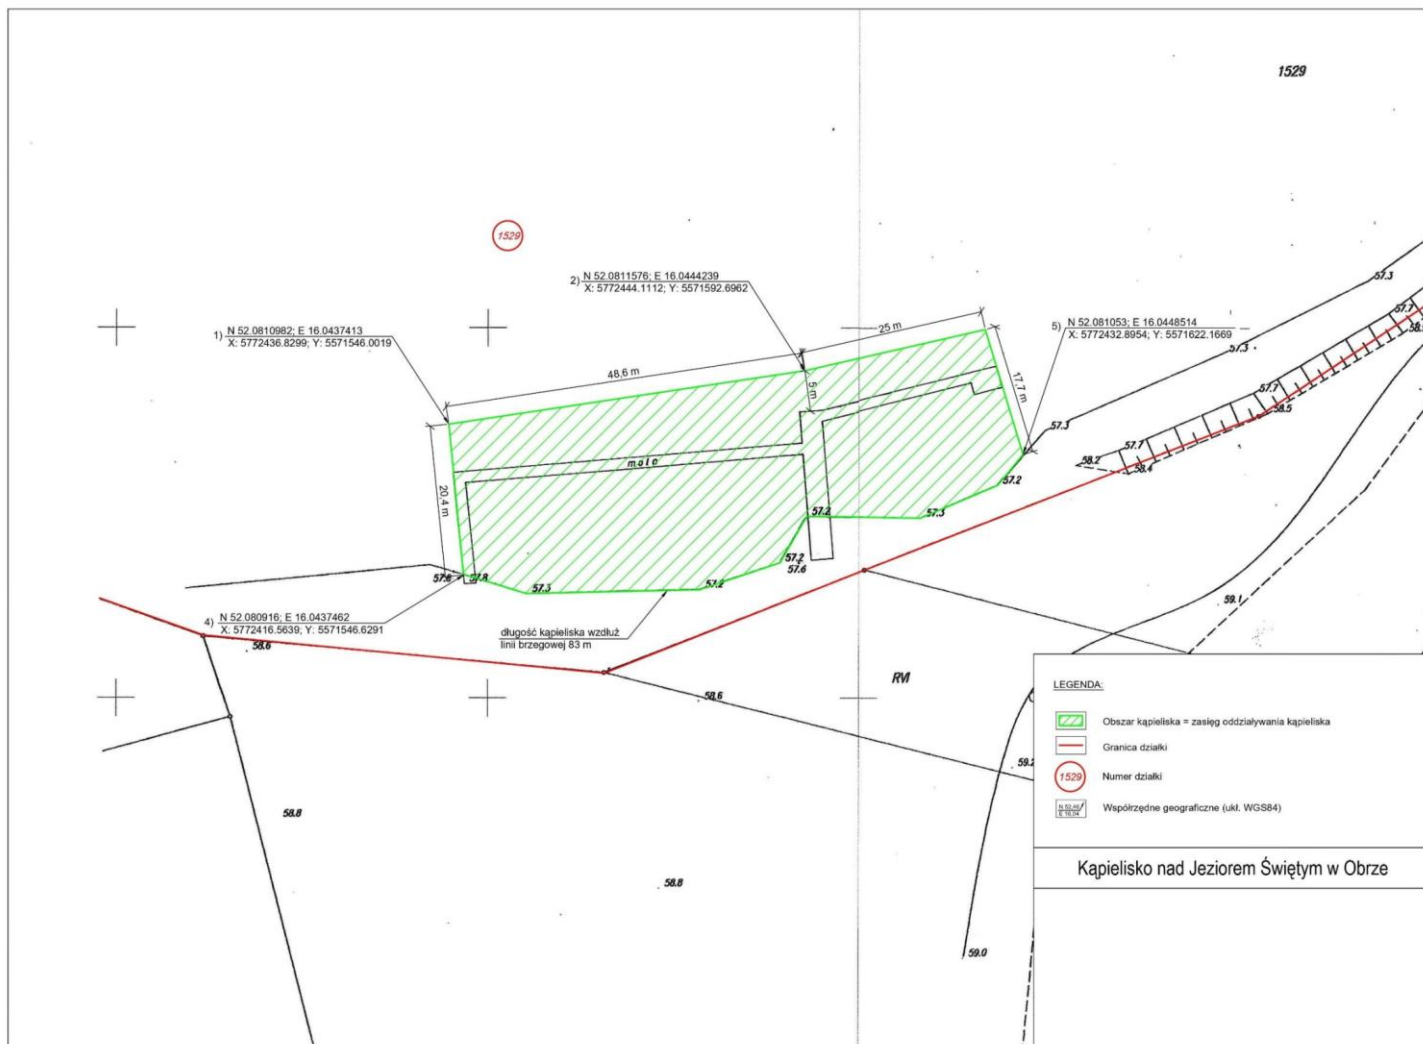 1529
1529
1) N 52.0810982; E 16.0437413
X: 5772436.8299; Y: 5571546.0019
2) N 52.0811576; E 16.0444239
X: 5772444.1112; Y: 5571592.6962
5) N 52.081053; E 16.0448514
X: 5772432.8954; Y: 5571622.1669
48,6 m
25 m
5 m
17,7 m
20,4 m
molo
57.3
57.3
57.3
57.7
57.7
57.7
58.5
58.2
58.4
57.2
57.3
57.2
57.2
57.6
57.2
57.3
57.8
57.6
4) N 52.080916; E 16.0437462
X: 5772416.5639; Y: 5571546.6291
długość kąpieliska wzdłuż
linii brzegowej 83 m
58.6
58.6
RVI
59.1
59.2
58.8
58.8
59.0
LEGENDA:
Obszar kąpieliska = zasięg oddziaływania kąpieliska
Granica działki
1529 Numer działki
Współrzędne geograficzne (ukł. WGS84)
Kąpielisko nad Jeziorem Świętym w Obrze